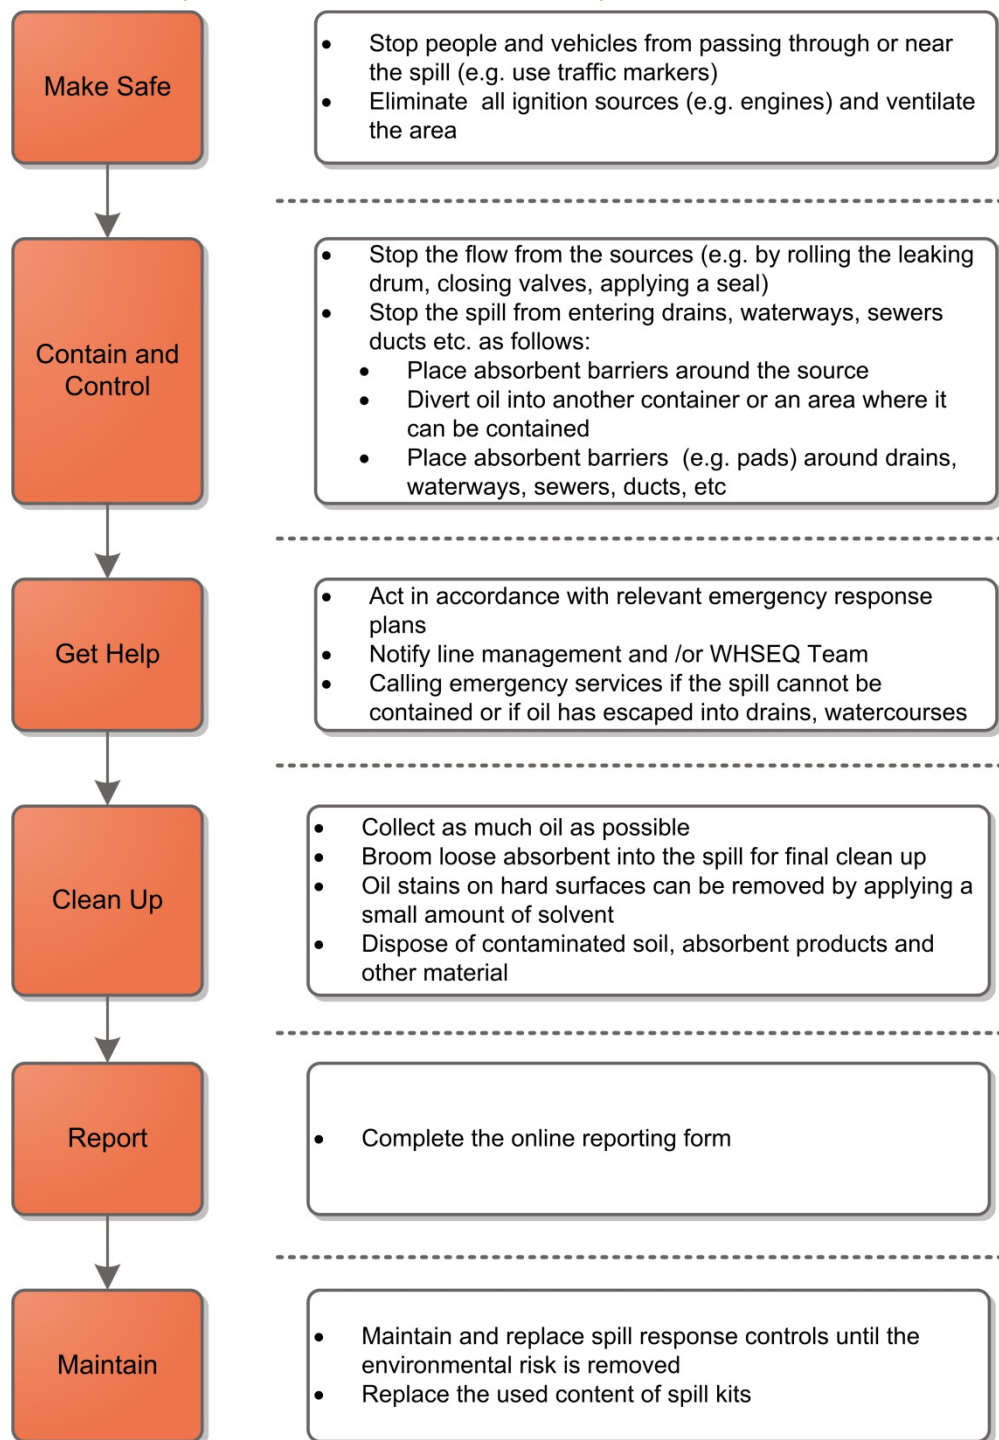 Make Safe
• Stop people and vehicles from passing through or near
the spill (e.g. use traffic markers)
• Eliminate all ignition sources (e.g. engines) and ventilate
the area
Contain and
Control
• Stop the flow from the sources (e.g. by rolling the leaking
drum, closing valves, applying a seal)
• Stop the spill from entering drains, waterways, sewers
ducts etc. as follows:
• Place absorbent barriers around the source
• Divert oil into another container or an area where it
can be contained
• Place absorbent barriers (e.g. pads) around drains,
waterways, sewers, ducts, etc
Get Help
• Act in accordance with relevant emergency response
plans
• Notify line management and /or WHSEQ Team
• Calling emergency services if the spill cannot be
contained or if oil has escaped into drains, watercourses
Clean Up
• Collect as much oil as possible
• Broom loose absorbent into the spill for final clean up
• Oil stains on hard surfaces can be removed by applying a
small amount of solvent
• Dispose of contaminated soil, absorbent products and
other material
Report
• Complete the online reporting form
Maintain
• Maintain and replace spill response controls until the
environmental risk is removed
• Replace the used content of spill kits